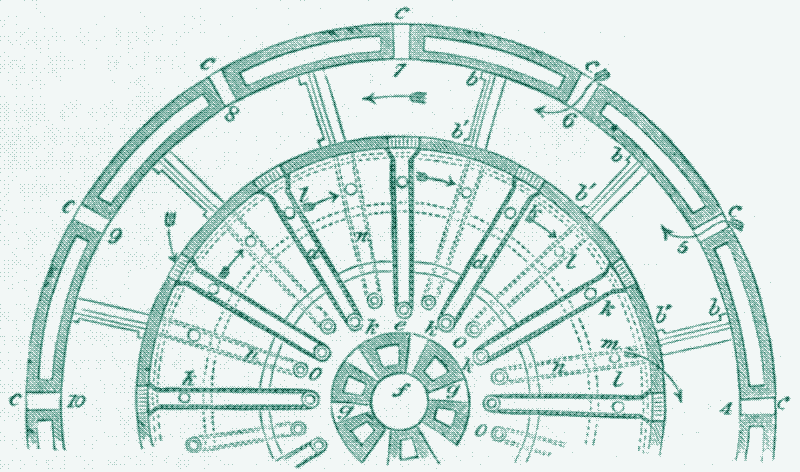 c
c 7 c
8 b 6
b' b
c l b' c
9 n b 5 c
d d l
k e k b" b
n o k o m
k f n l
c 10 g g 4 c
o